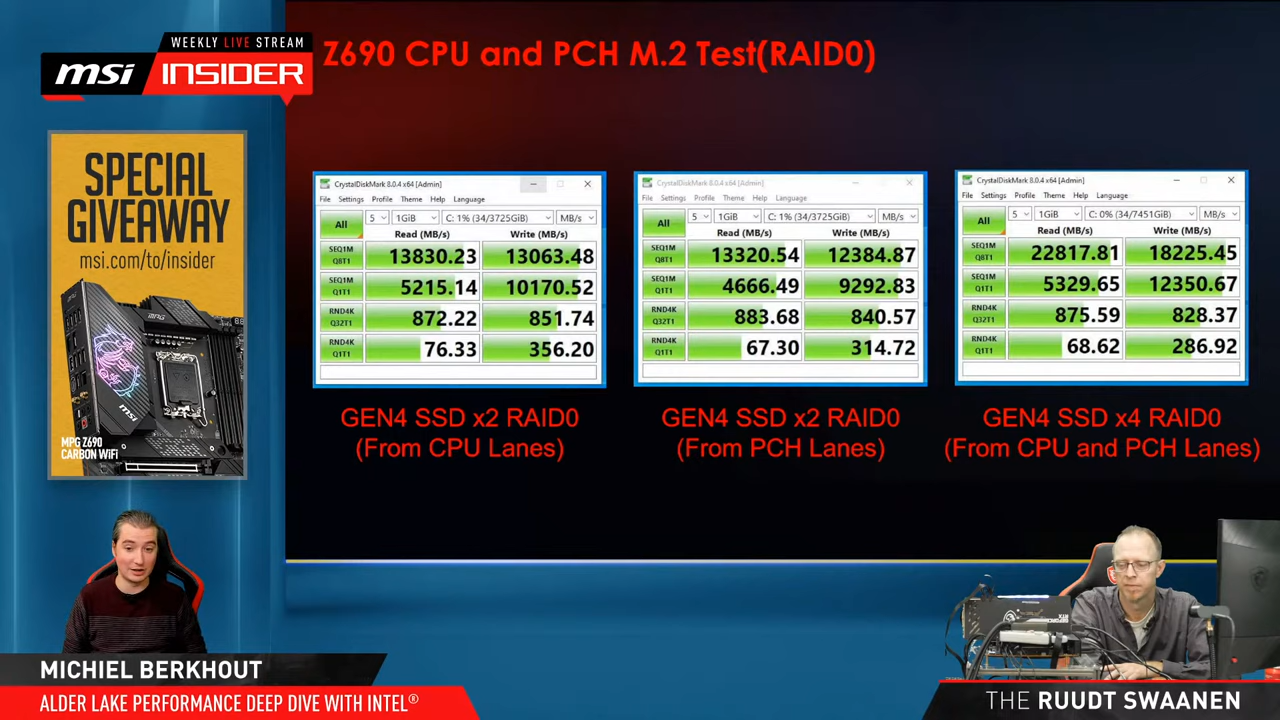 WEEKLY LIVE STREAM
msi INSIDER
Z690 CPU and PCH M.2 Test(RAID0)
SPECIAL
GIVEAWAY
msi.com/to/insider
MPG
msi
MPG Z690
CARBON WiFi
CrystalDiskMark 8.0.4 x64 [Admin]
File Settings Profile Theme Help Language
All 5 1GiB C: 1% (34/3725GiB) MB/s
Read (MB/s) Write (MB/s)
SEQ1M
Q8T1
13830.23 13063.48
SEQ1M
Q1T1
5215.14 10170.52
RND4K
Q32T1
872.22 851.74
RND4K
Q1T1
76.33 356.20
GEN4 SSD x2 RAID0
(From CPU Lanes)
CrystalDiskMark 8.0.4 x64 [Admin]
File Settings Profile Theme Help Language
All 5 1GiB C: 1% (34/3725GiB) MB/s
Read (MB/s) Write (MB/s)
SEQ1M
Q8T1
13320.54 12384.87
SEQ1M
Q1T1
4666.49 9292.83
RND4K
Q32T1
883.68 840.57
RND4K
Q1T1
67.30 314.72
GEN4 SSD x2 RAID0
(From PCH Lanes)
CrystalDiskMark 8.0.4 x64 [Admin]
File Settings Profile Theme Help Language
All 5 1GiB C: 0% (34/7451GiB) MB/s
Read (MB/s) Write (MB/s)
SEQ1M
Q8T1
22817.81 18225.45
SEQ1M
Q1T1
5329.65 12350.67
RND4K
Q32T1
875.59 828.37
RND4K
Q1T1
68.62 286.92
GEN4 SSD x4 RAID0
(From CPU and PCH Lanes)
MICHIEL BERKHOUT
ALDER LAKE PERFORMANCE DEEP DIVE WITH INTEL®
THE RUUDT SWAANEN